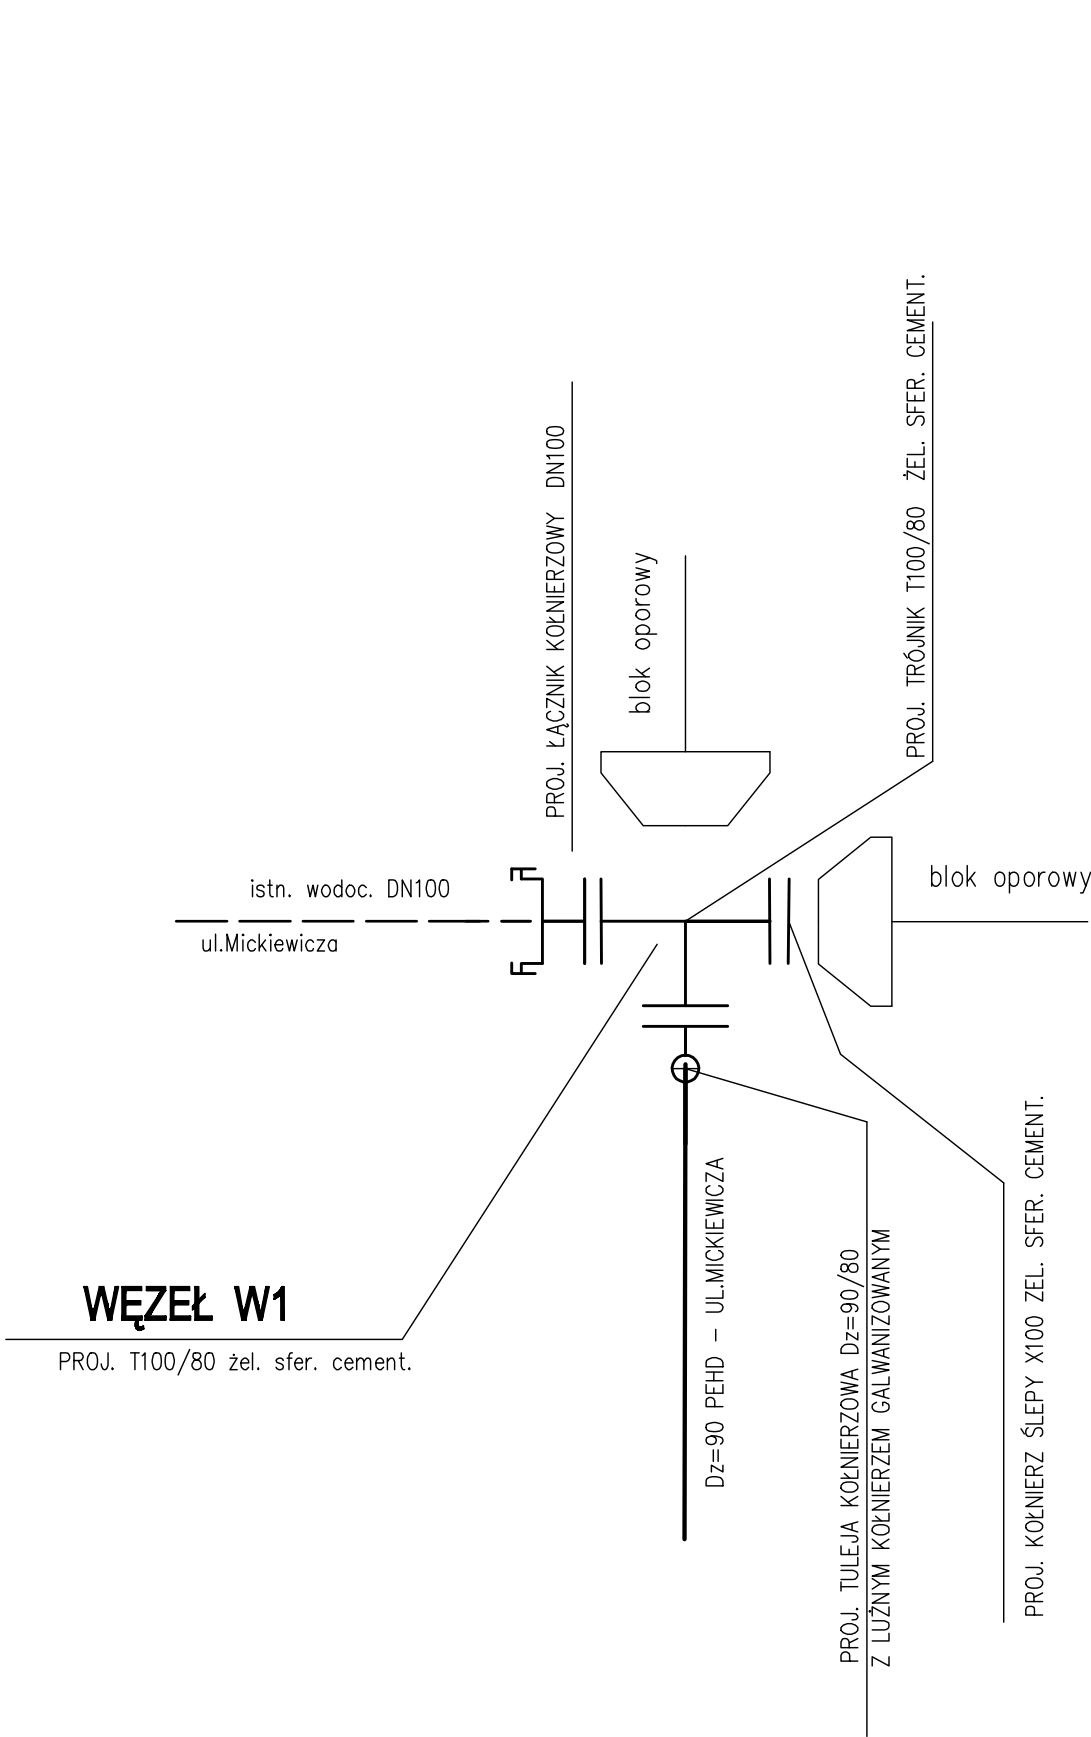 PROJ. ŁĄCZNIK KOŁNIERZOWY DN100
blok oporowy
PROJ. TRÓJNIK T100/80 ŻEL. SFER. CEMENT.
istn. wodoc. DN100
ul.Mickiewicza
blok oporowy
WĘZEŁ W1
PROJ. T100/80 żel. sfer. cement.
Dz=90 PEHD – UL.MICKIEWICZA
PROJ. TULEJA KOŁNIERZOWA Dz=90/80
Z LUŻNYM KOŁNIERZEM GALWANIZOWANYM
PROJ. KOŁNIERZ ŚLEPY X100 ZEL. SFER. CEMENT.